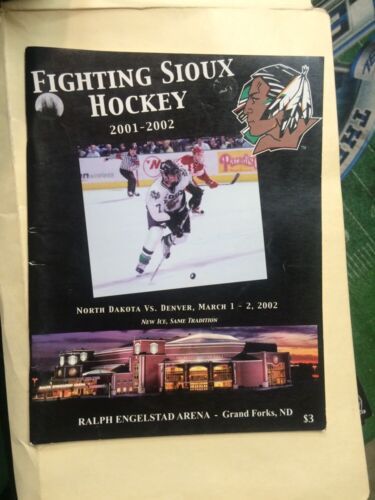 FIGHTING SIOUX
HOCKEY
2001-2002
7
NORTH DAKOTA VS. DENVER, MARCH 1 - 2, 2002
NEW ICE, SAME TRADITION
RALPH ENGELSTAD ARENA - Grand Forks, ND
$3